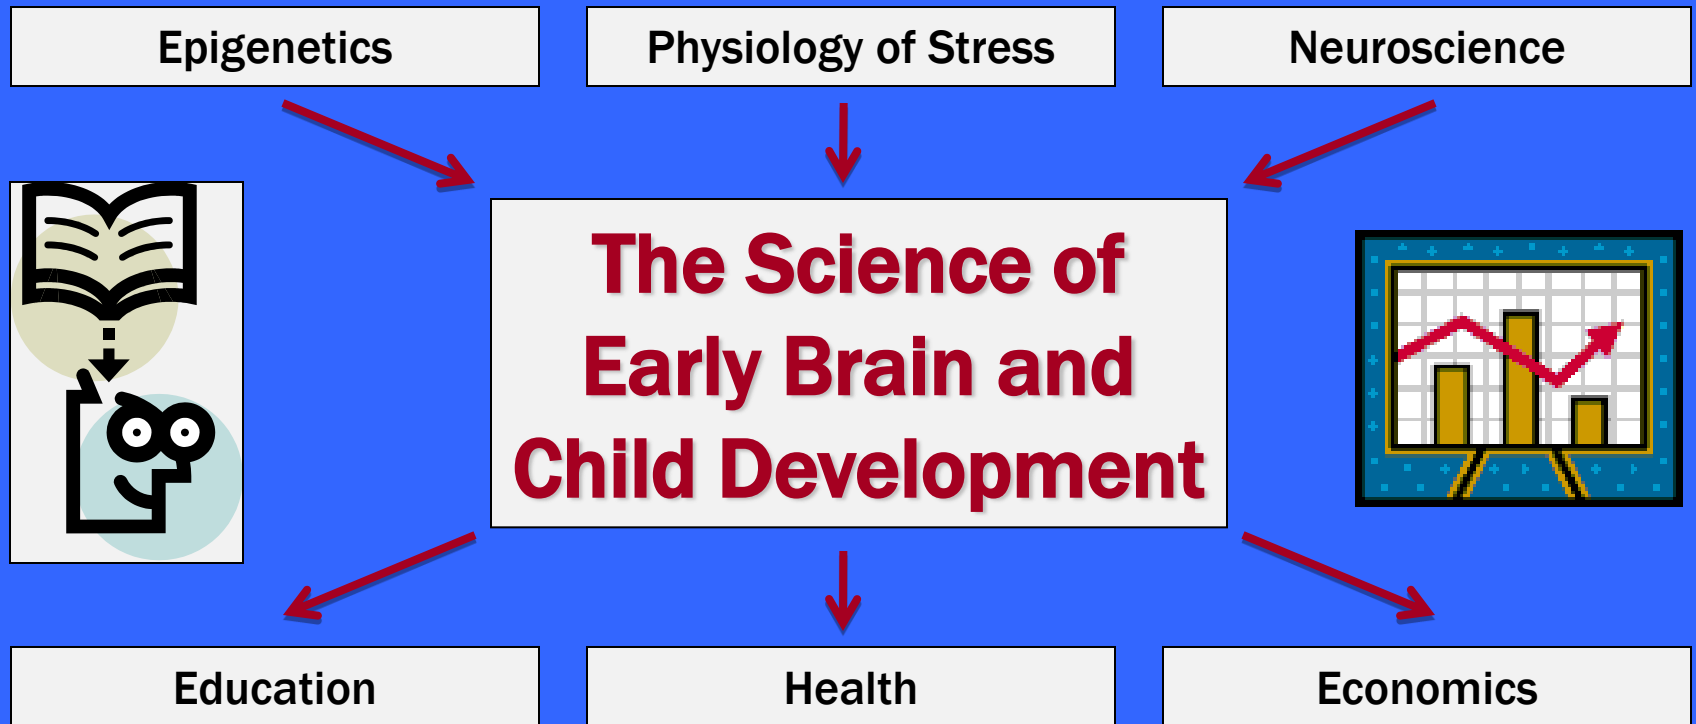 Epigenetics
Physiology of Stress
Neuroscience
The Science of
Early Brain and
Child Development
Education
Health
Economics